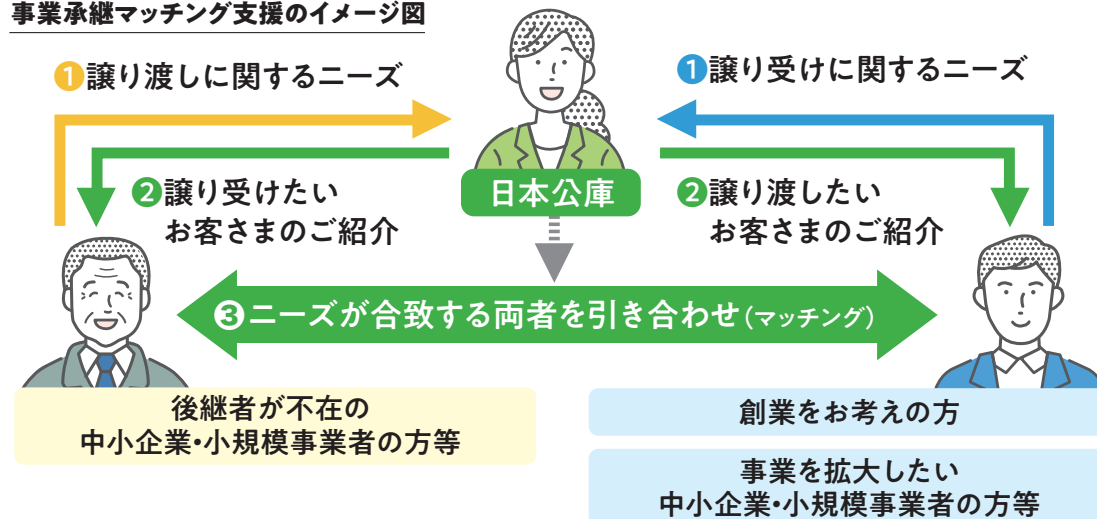 事業承継マッチング支援のイメージ図
❶譲り渡しに関するニーズ
❶譲り受けに関するニーズ
❷譲り受けたい
お客さまのご紹介
日本公庫
❷譲り渡したい
お客さまのご紹介
❸ニーズが合致する両者を引き合わせ(マッチング)
後継者が不在の
中小企業・小規模事業者の方等
創業をお考えの方
事業を拡大したい
中小企業・小規模事業者の方等